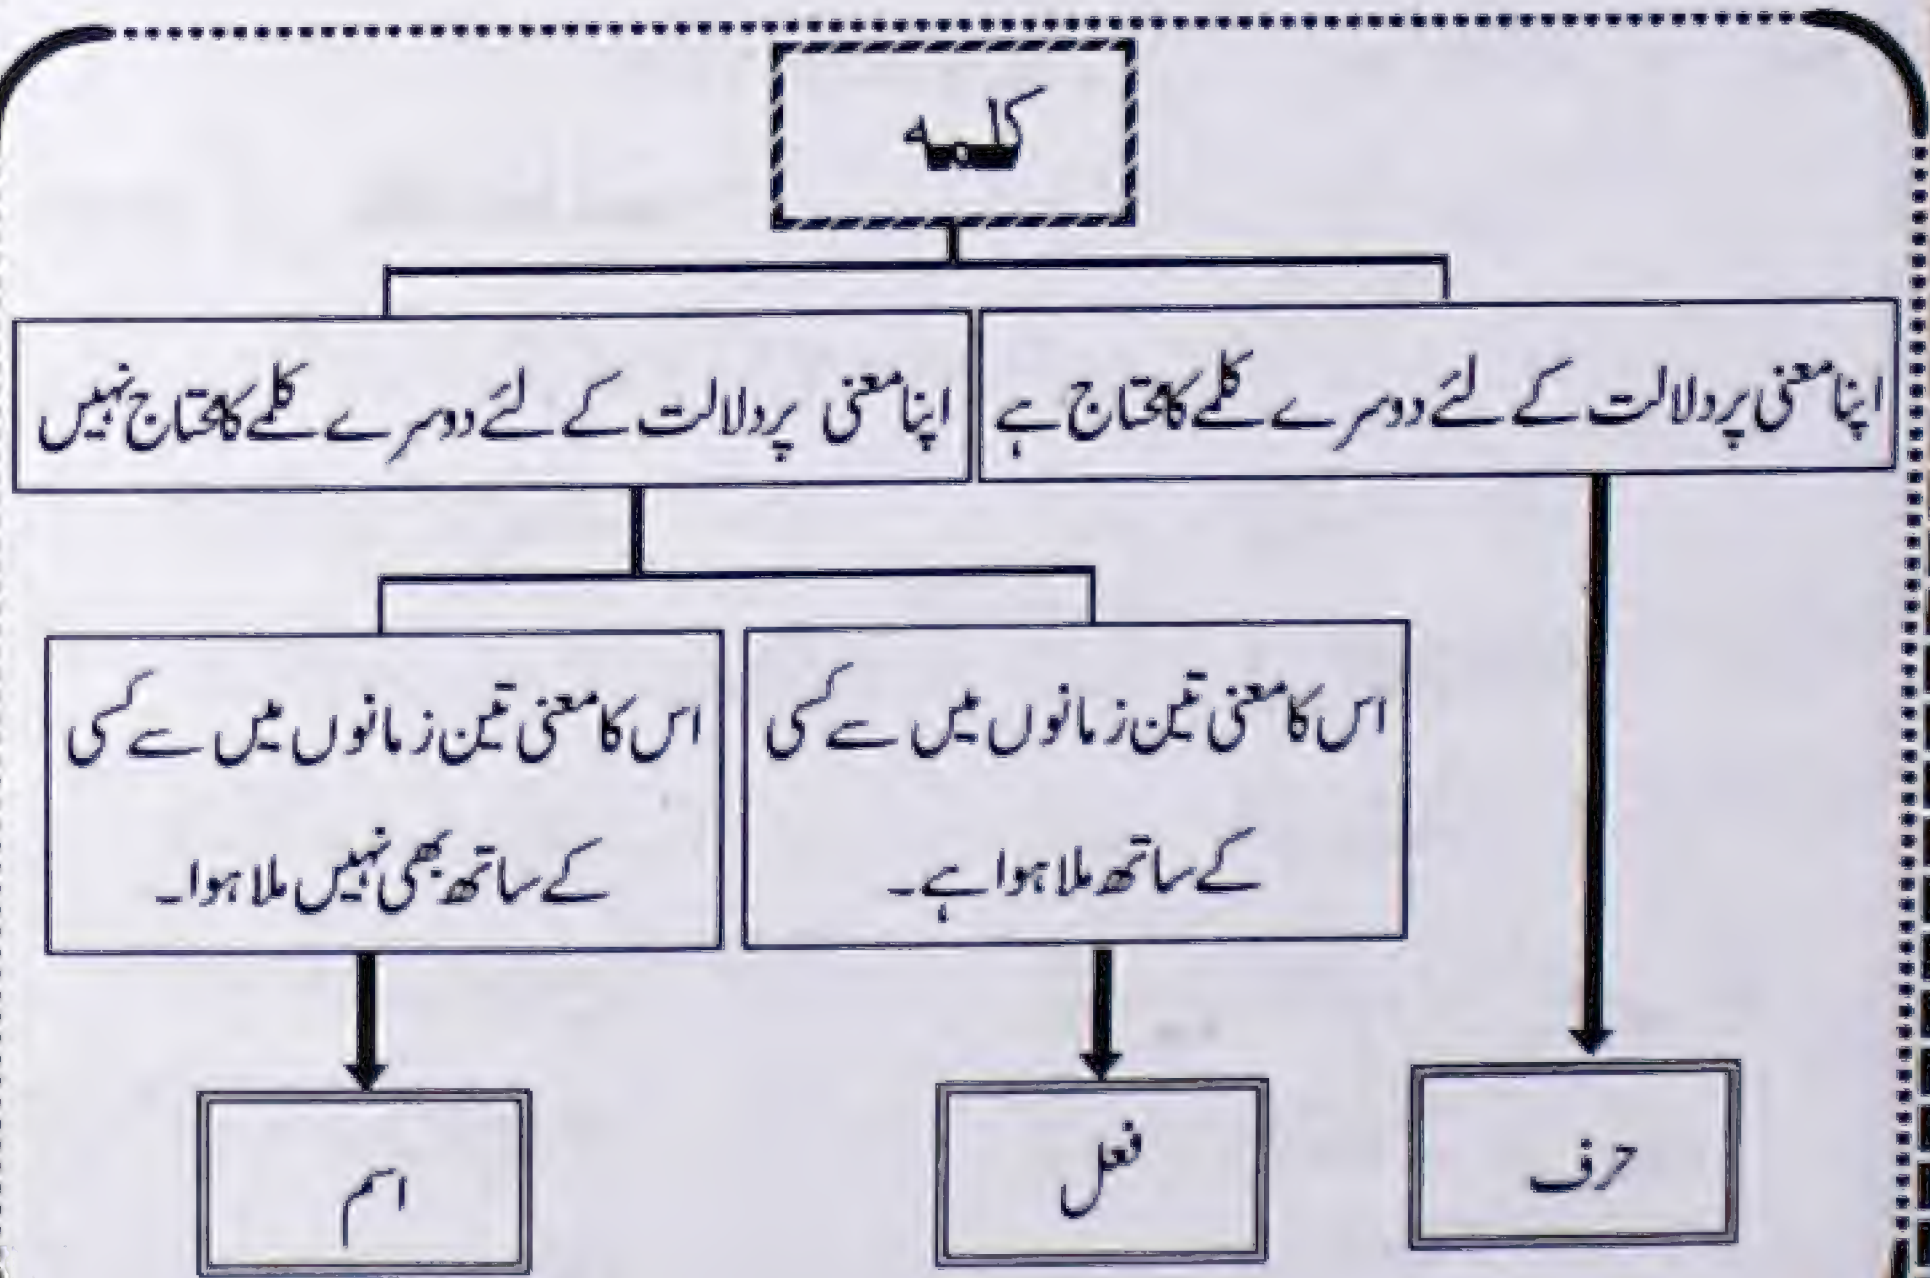 کلمہ
اپنا معنی پر دلالت کے لئے دوسرے کلمے کا محتاج ہے
اپنا معنی پر دلالت کے لئے دوسرے کلمے کا محتاج نہیں
اس کا معنی تین زمانوں میں سے کسی
کے ساتھ ملا ہوا ہے۔
اس کا معنی تین زمانوں میں سے کسی
کے ساتھ بھی نہیں ملا ہوا۔
حرف
فعل
اسم